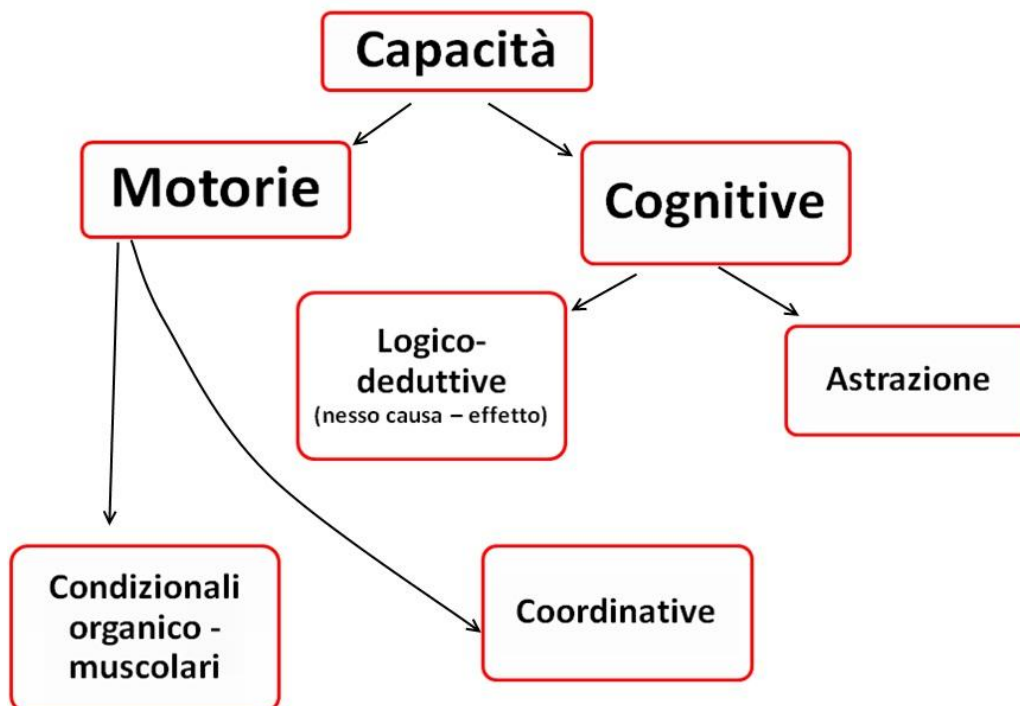 Capacità
Motorie
Cognitive
Logico-
deduttive
(nesso causa – effetto)
Astrazione
Condizionali
organico -
muscolari
Coordinative